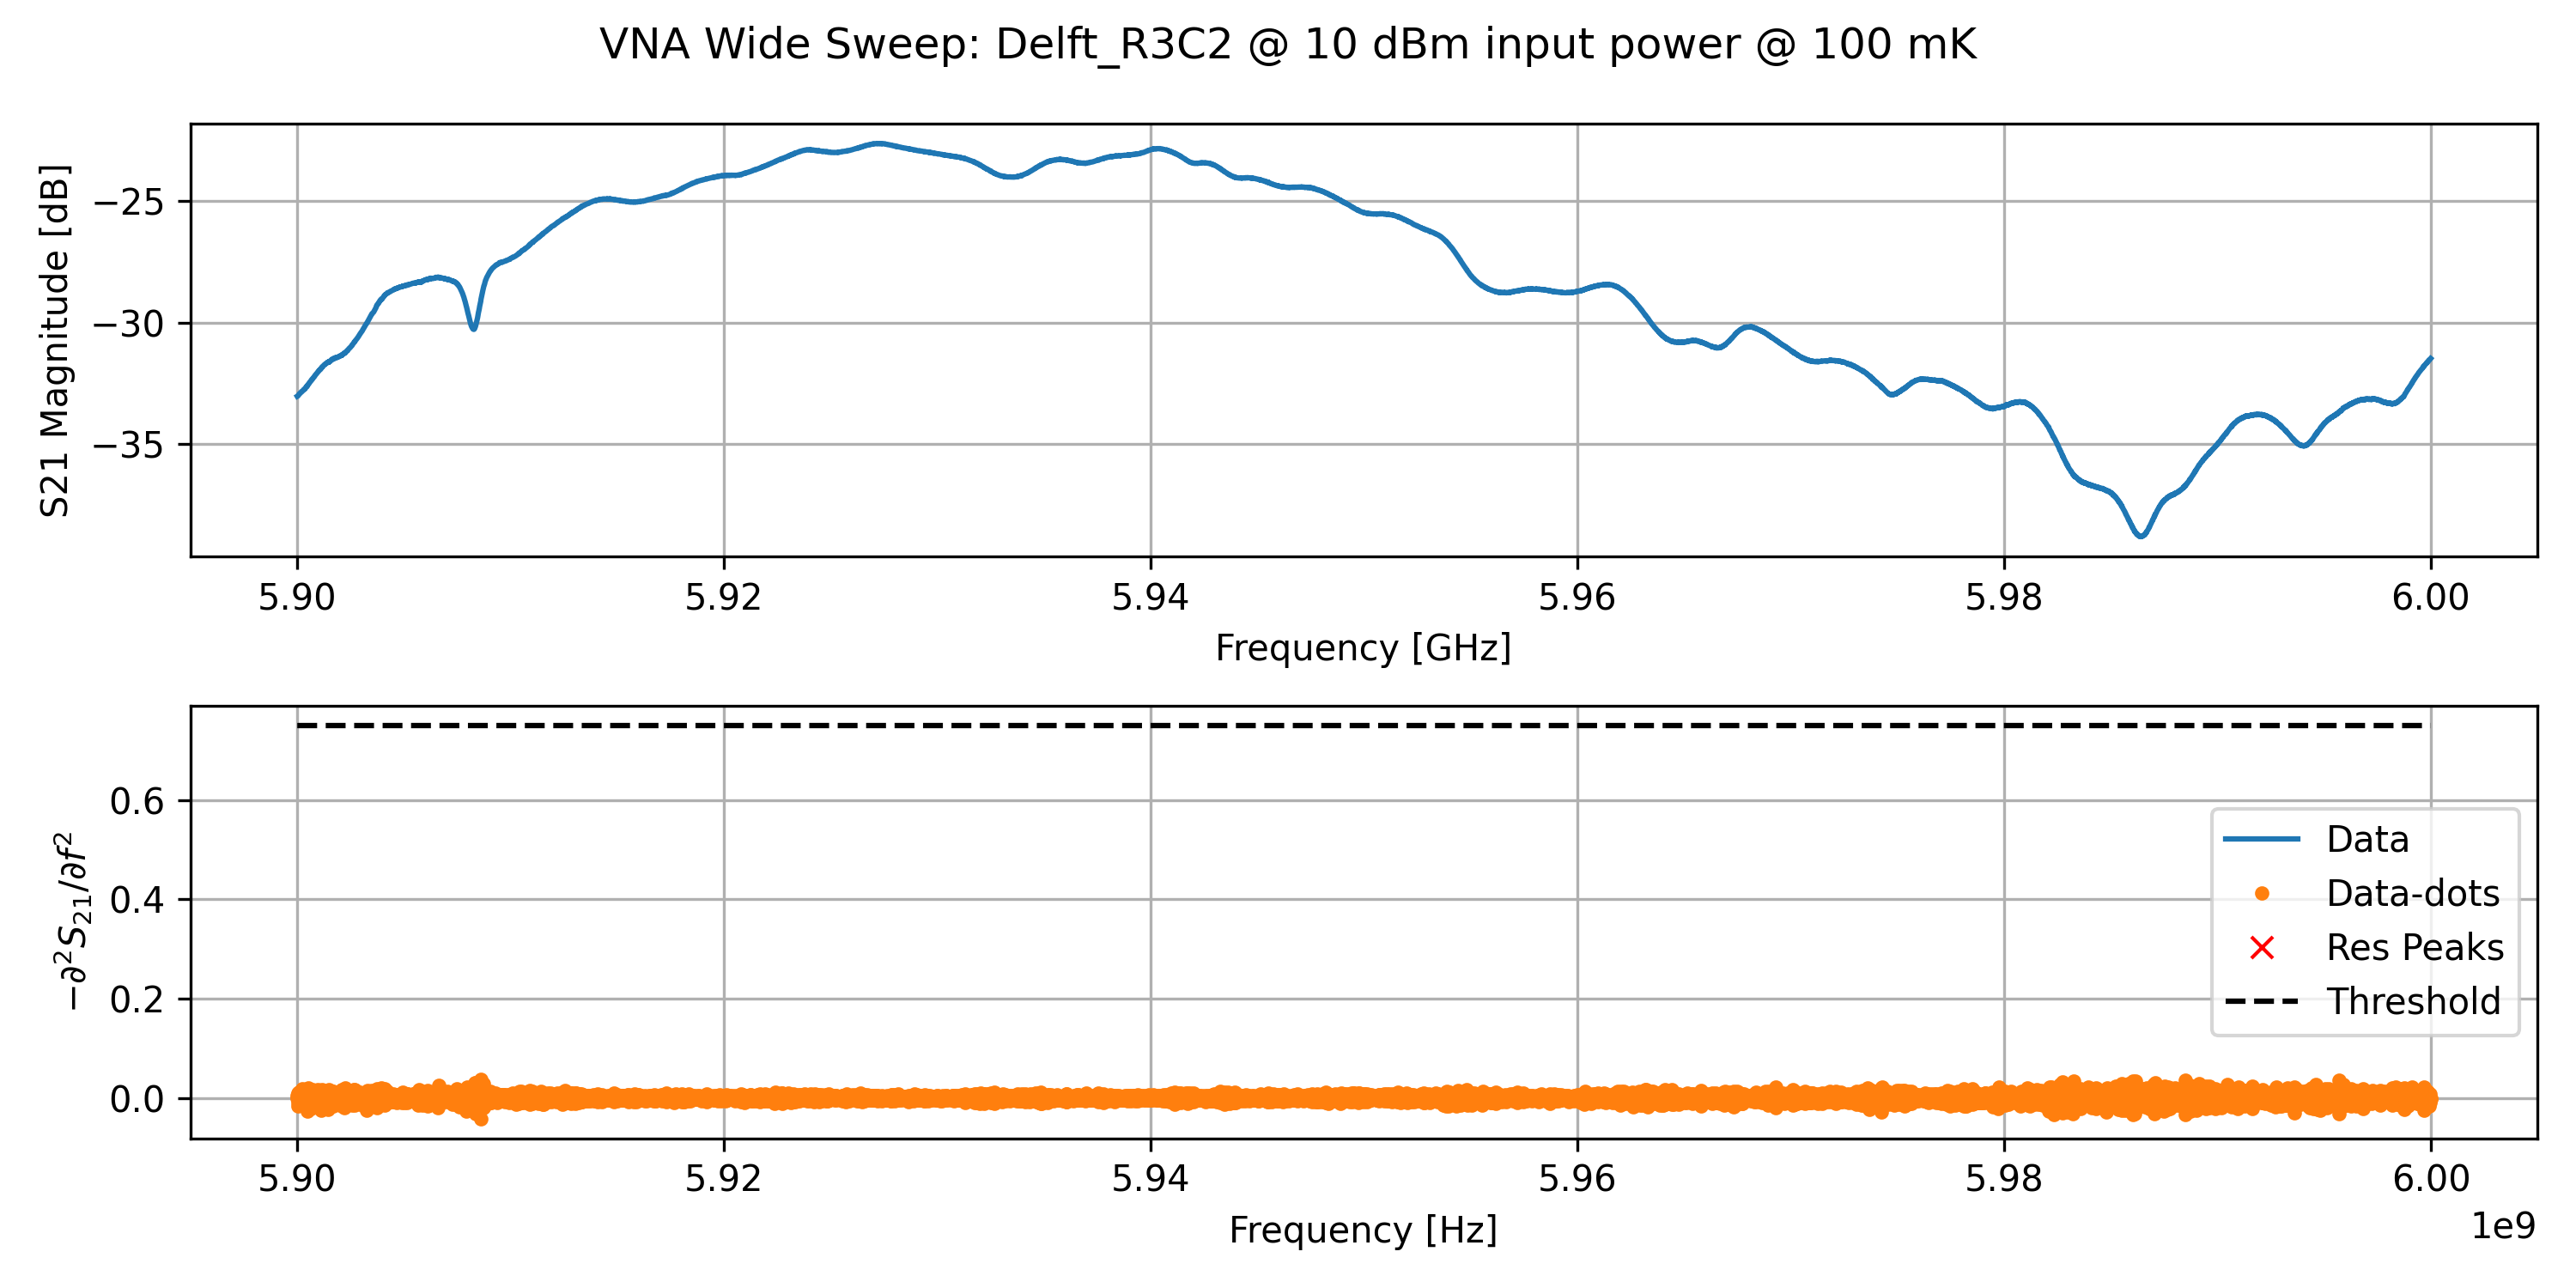 VNA Wide Sweep: Delft_R3C2 @ 10 dBm input power @ 100 mK
S21 Magnitude [dB]
−25
−30
−35
5.90 5.92 5.94 5.96 5.98 6.00
Frequency [GHz]
−∂²S₂₁/∂f²
0.6
0.4
0.2
0.0
Data
Data-dots
Res Peaks
Threshold
5.90 5.92 5.94 5.96 5.98 6.00
Frequency [Hz]
1e9